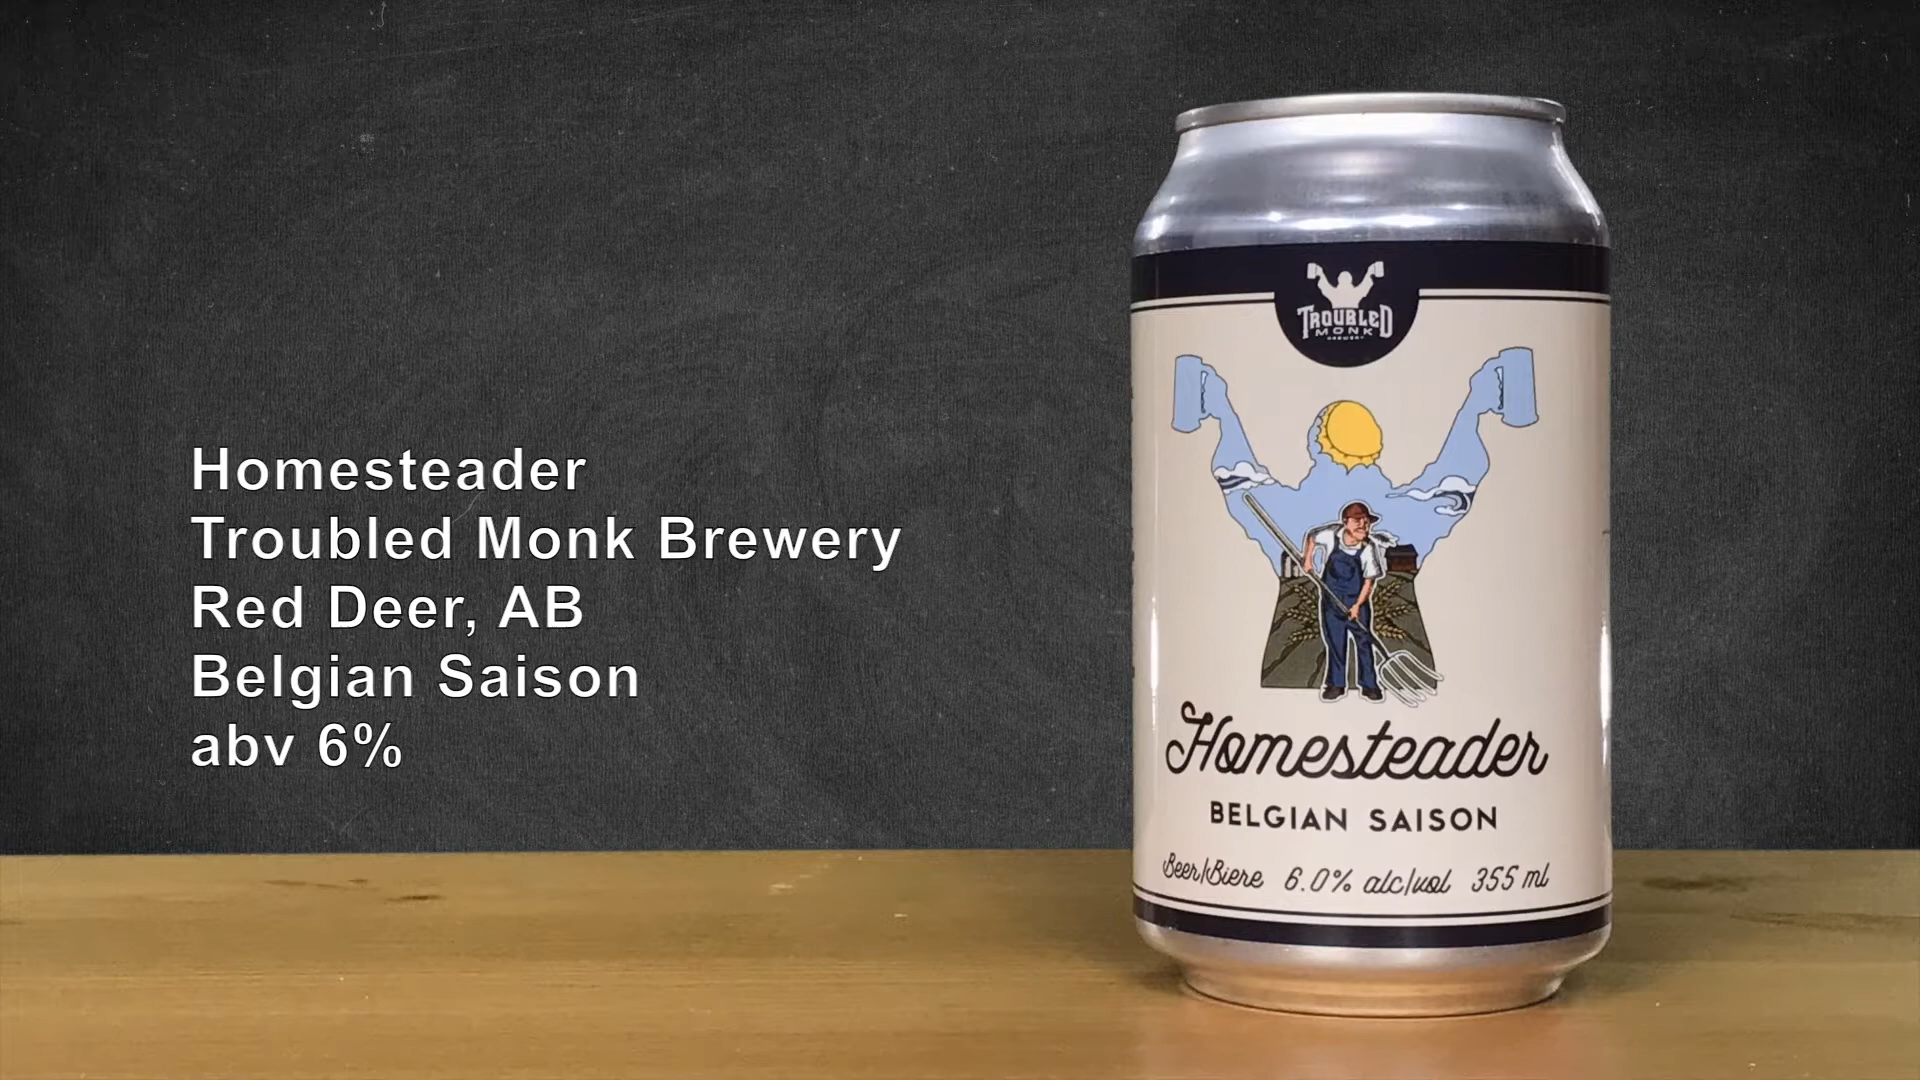 Homesteader
Troubled Monk Brewery
Red Deer, AB
Belgian Saison
abv 6%
TROUBLED
MONK
BREWERY
Homesteader
BELGIAN SAISON
Beer/Biere 6.0% alc/vol 355 ml